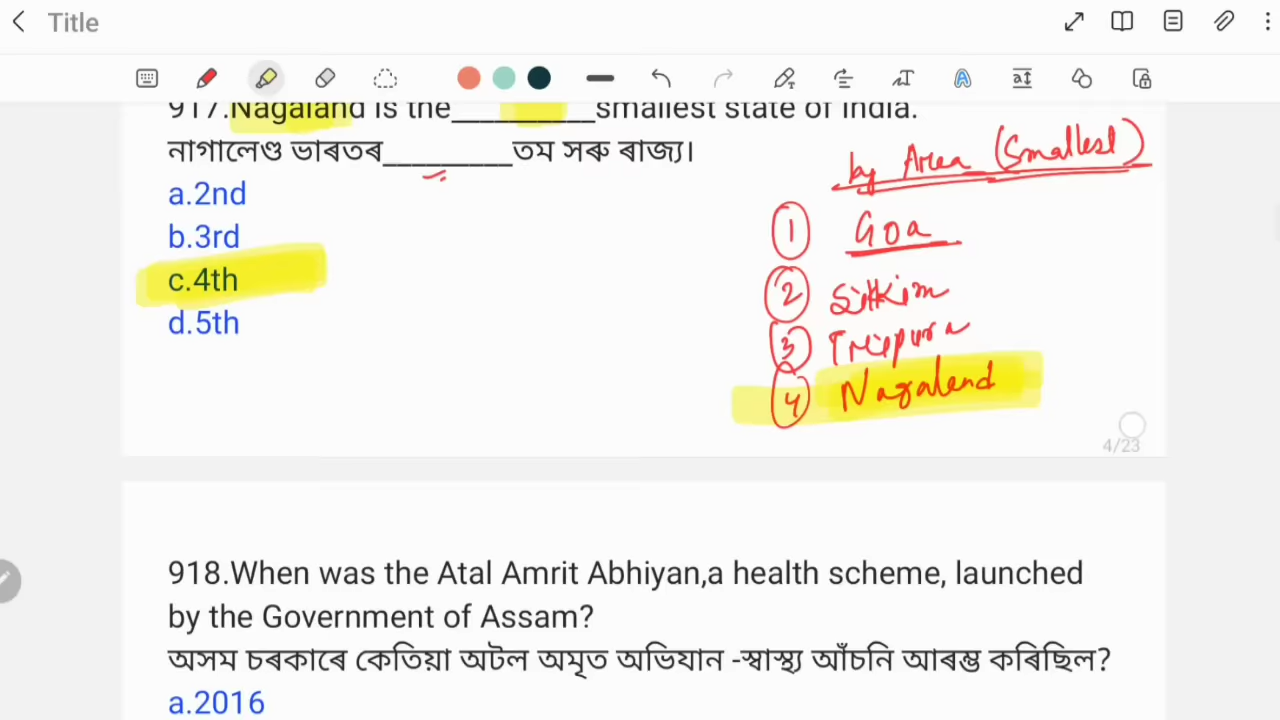 Title
917.Nagaland is the__________smallest state of India.
নাগালেণ্ড ভাৰতৰ_________তম সৰু ৰাজ্য।
a.2nd
b.3rd
c.4th
d.5th
by Area (Smallest)
1 Goa
2 Sikkim
3 Tripura
4 Nagaland
4/23
918.When was the Atal Amrit Abhiyan,a health scheme, launched
by the Government of Assam?
অসম চৰকাৰে কেতিয়া অটল অমৃত অভিযান -স্বাস্থ্য আঁচনি আৰম্ভ কৰিছিল?
a.2016